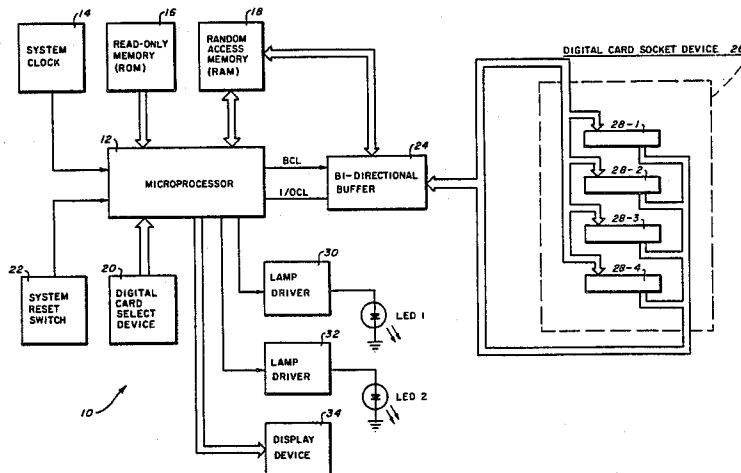 14
SYSTEM
CLOCK
16
READ-ONLY
MEMORY
(ROM)
18
RANDOM
ACCESS
MEMORY
(RAM)
DIGITAL CARD SOCKET DEVICE
12
MICROPROCESSOR
BCL
I/OCL
24
BI-DIRECTIONAL
BUFFER
28-1
28-2
28-3
28-4
22
SYSTEM
RESET
SWITCH
20
DIGITAL
CARD
SELECT
DEVICE
30
LAMP
DRIVER
LED 1
32
LAMP
DRIVER
LED 2
34
DISPLAY
DEVICE
10